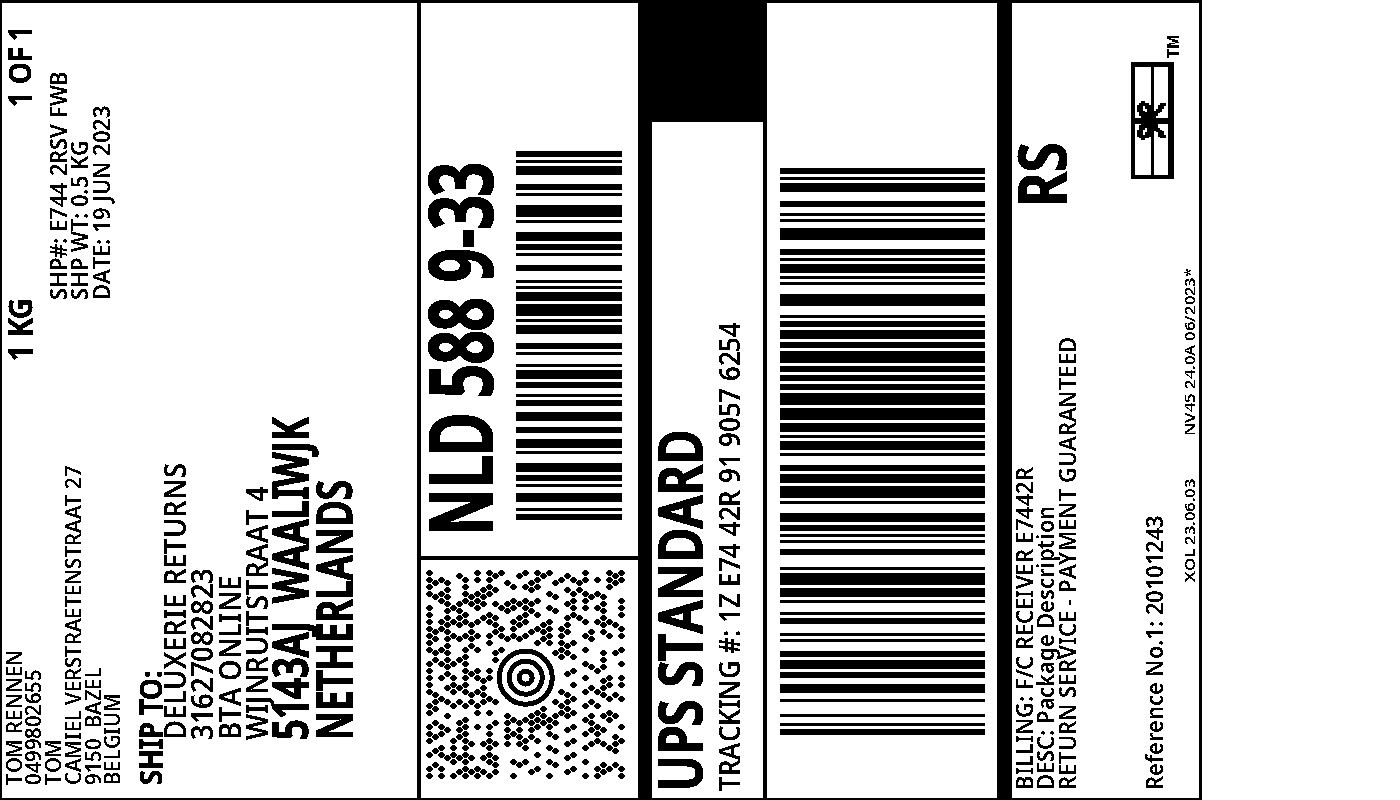 TOM RENNEN
0499802655
TOM
CAMIEL VERSTRAETENSTRAAT 27
9150 BAZEL
BELGIUM
1 KG
1 OF 1
SHP#: E744 2RSV FWB
SHP WT: 0.5 KG
DATE: 19 JUN 2023
SHIP TO:
DELUXERIE RETURNS
31627082823
BTA ONLINE
WINRUITSTRAAT 4
5143AJ WAALIWJK
NETHERLANDS
NLD 588 9-33
UPS STANDARD
TRACKING #: 1Z E74 42R 91 9057 6254
BILLING: F/C RECEIVER E7442R
DESC: Package Description
RETURN SERVICE - PAYMENT GUARANTEED
RS
Reference No.1: 20101243
XOL 23.06.03
NV45 24.0A 06/2023*
TM